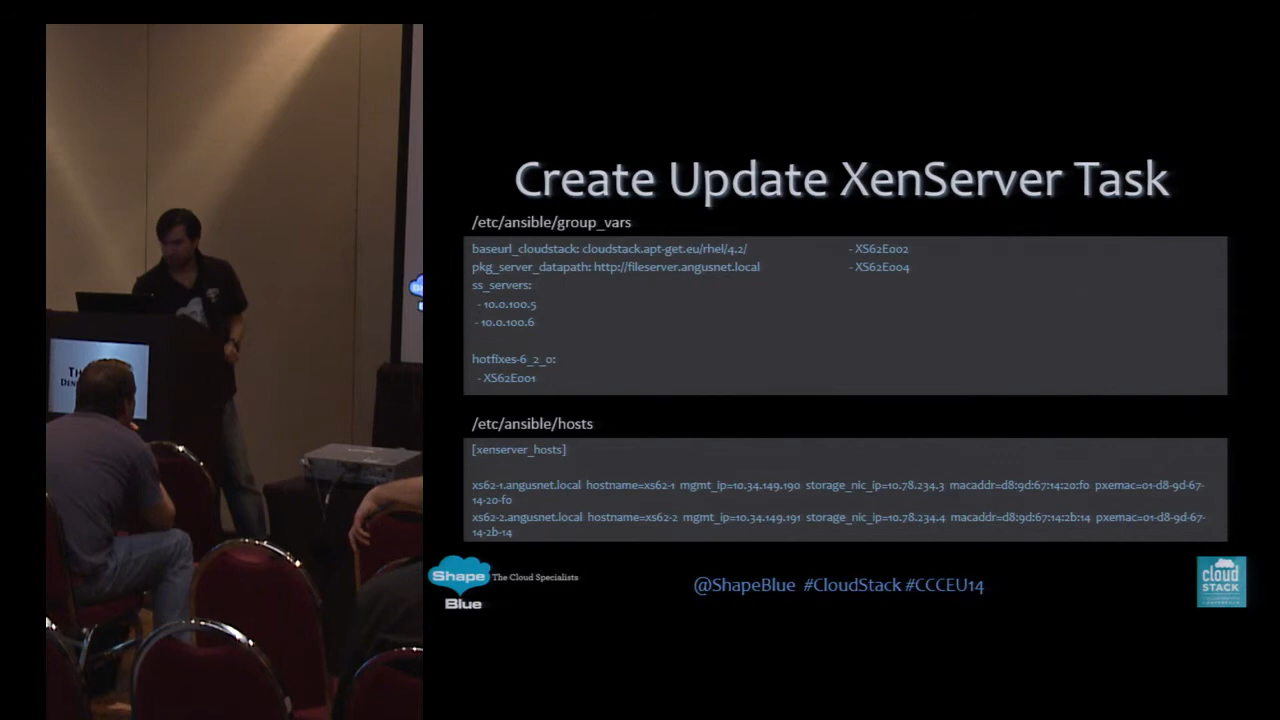 Create Update XenServer Task
/etc/ansible/group_vars
baseurl_cloudstack: cloudstack.apt-get.eu/rhel/4.2/
pkg_server_datapath: http://fileserver.angusnet.local
ss_servers:
- 10.0.100.5
- 10.0.100.6
hotfixes-6_2_0:
- XS62E001
- XS62E002
- XS62E004
/etc/ansible/hosts
[xenserver_hosts]
xs62-1.angusnet.local hostname=xs62-1 mgmt_ip=10.34.149.190 storage_nic_ip=10.78.234.3 macaddr=d8:9d:67:14:20:f0 pxemac=01-d8-9d-67-
14-20-f0
xs62-2.angusnet.local hostname=xs62-2 mgmt_ip=10.34.149.191 storage_nic_ip=10.78.234.4 macaddr=d8:9d:67:14:2b:14 pxemac=01-d8-9d-67-
14-2b-14
Shape
Blue
The Cloud Specialists
@ShapeBlue #CloudStack #CCCEU14
cloud
STACK